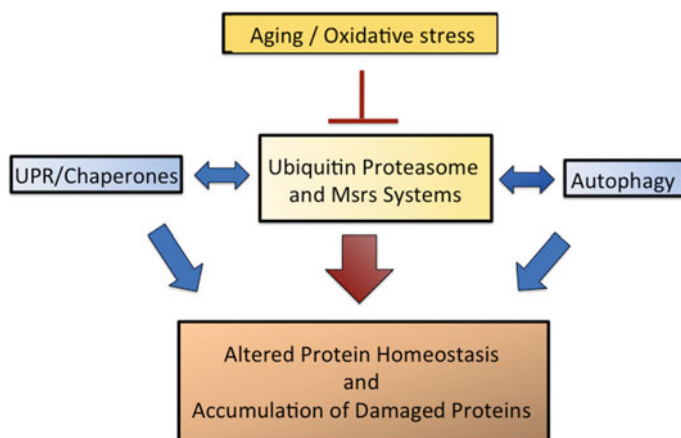 Aging / Oxidative stress
UPR/Chaperones
Ubiquitin Proteasome
and Msrs Systems
Autophagy
Altered Protein Homeostasis
and
Accumulation of Damaged Proteins